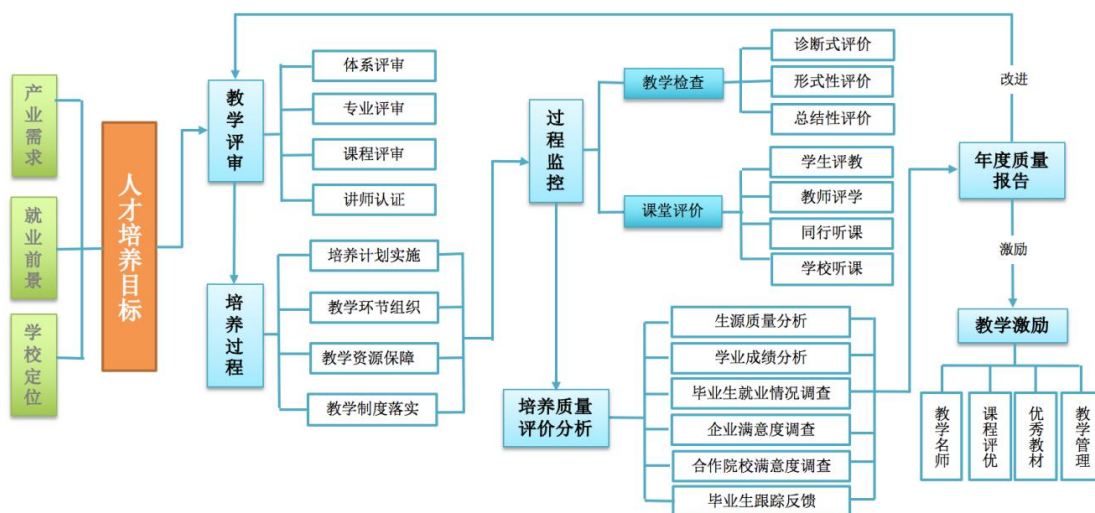 产业需求
就业前景
学校定位
人才培养目标
教学评审
体系评审
专业评审
课程评审
讲师认证
培养过程
培养计划实施
教学环节组织
教学资源保障
教学制度落实
过程监控
教学检查
诊断式评价
形式性评价
总结性评价
课堂评价
学生评教
教师评学
同行听课
学校听课
培养质量
评价分析
生源质量分析
学业成绩分析
毕业生就业情况调查
企业满意度调查
合作院校满意度调查
毕业生跟踪反馈
改进
年度质量
报告
激励
教学激励
教学名师
课程评优
优秀教材
教学管理